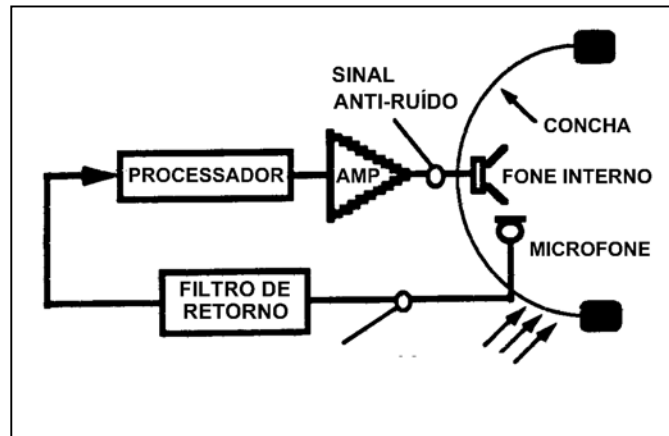 SINAL
ANTI-RUÍDO
CONCHA
PROCESSADOR
AMP
FONE INTERNO
MICROFONE
FILTRO DE
RETORNO